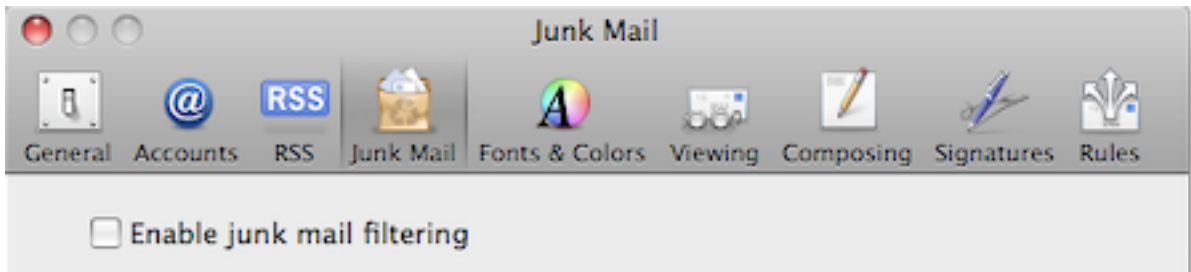 Junk Mail
@ RSS A
General Accounts RSS Junk Mail Fonts & Colors Viewing Composing Signatures Rules
Enable junk mail filtering